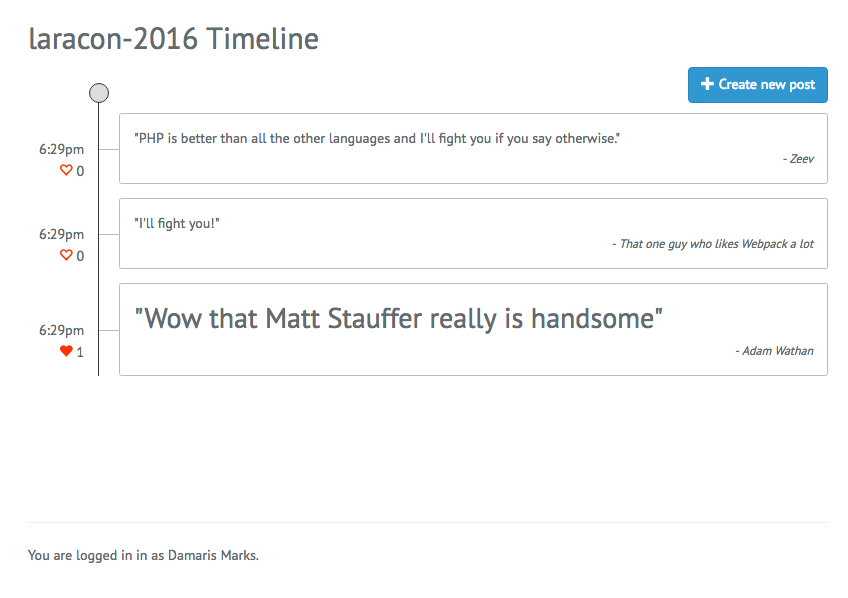 laracon-2016 Timeline
Create new post
6:29pm
0
"PHP is better than all the other languages and I'll fight you if you say otherwise."
- Zeev
6:29pm
0
"I'll fight you!"
- That one guy who likes Webpack a lot
6:29pm
1
"Wow that Matt Stauffer really is handsome"
- Adam Wathan
You are logged in in as Damaris Marks.